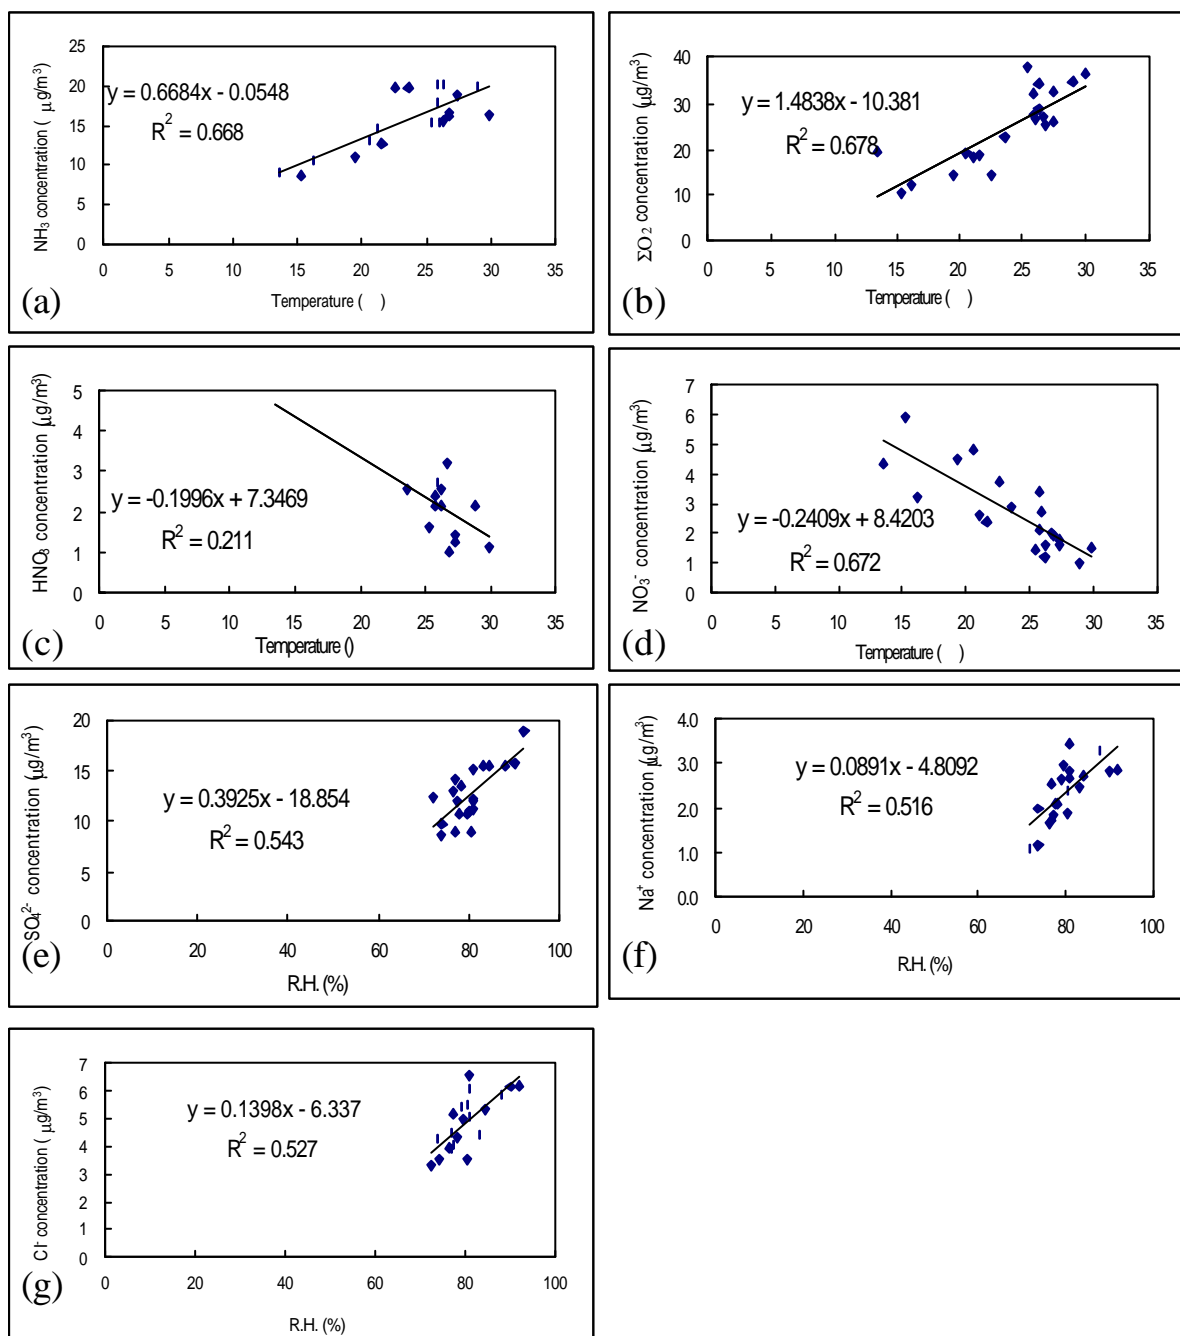 25
20
15
10
5
0
NH₃ concentration ( μg/m³)
y = 0.6684x - 0.0548
R² = 0.668
0 5 10 15 20 25 30 35
Temperature ( )
(a)
40
30
20
10
0
ΣO₂ concentration (μg/m³)
y = 1.4838x - 10.381
R² = 0.678
0 5 10 15 20 25 30 35
Temperature ( )
(b)
5
4
3
2
1
0
HNO₃ concentration (μg/m³)
y = -0.1996x + 7.3469
R² = 0.211
0 5 10 15 20 25 30 35
Temperature ()
(c)
7
6
5
4
3
2
1
0
NO₃⁻ concentration (μg/m³)
y = -0.2409x + 8.4203
R² = 0.672
0 5 10 15 20 25 30 35
Temperature ( )
(d)
20
15
10
5
0
SO₄²⁻ concentration (μg/m³)
y = 0.3925x - 18.854
R² = 0.543
0 20 40 60 80 100
R.H. (%)
(e)
4.0
3.0
2.0
1.0
0.0
Na⁺ concentration (μg/m³)
y = 0.0891x - 4.8092
R² = 0.516
0 20 40 60 80 100
R.H. (%)
(f)
7
6
5
4
3
2
1
0
Cl⁻ concentration ( μg/m³)
y = 0.1398x - 6.337
R² = 0.527
0 20 40 60 80 100
R.H. (%)
(g)